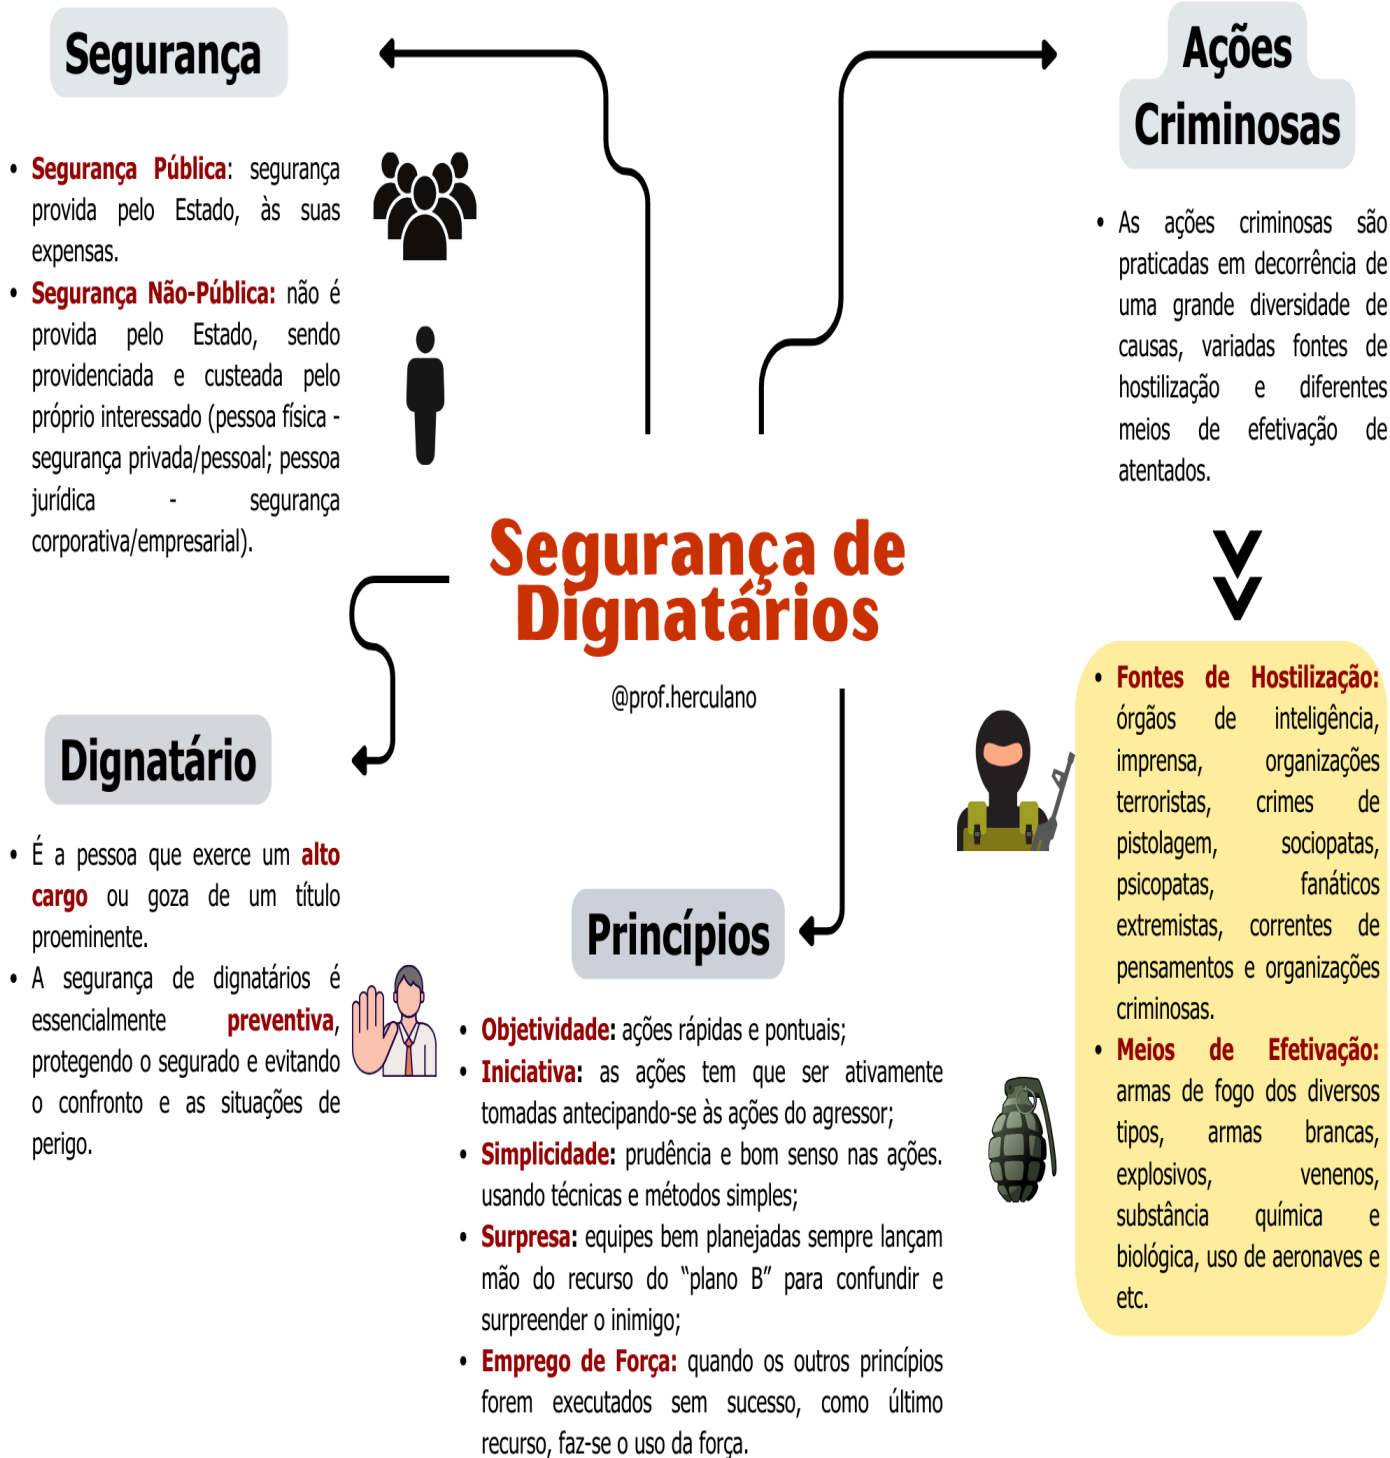 Segurança
• Segurança Pública: segurança
provida pelo Estado, às suas
expensas.
• Segurança Não-Pública: não é
provida pelo Estado, sendo
providenciada e custeada pelo
próprio interessado (pessoa física -
segurança privada/pessoal; pessoa
jurídica - segurança
corporativa/empresarial).
Ações
Criminosas
• As ações criminosas são
praticadas em decorrência de
uma grande diversidade de
causas, variadas fontes de
hostilização e diferentes
meios de efetivação de
atentados.
• Fontes de Hostilização:
órgãos de inteligência,
imprensa, organizações
terroristas, crimes de
pistolagem, sociopatas,
psicopatas, fanáticos
extremistas, correntes de
pensamentos e organizações
criminosas.
• Meios de Efetivação:
armas de fogo dos diversos
tipos, armas brancas,
explosivos, venenos,
substância química e
biológica, uso de aeronaves e
etc.
Segurança de
Dignatários
@prof.herculano
Dignatário
• É a pessoa que exerce um alto
cargo ou goza de um título
proeminente.
• A segurança de dignatários é
essencialmente preventiva,
protegendo o segurado e evitando
o confronto e as situações de
perigo.
Princípios
• Objetividade: ações rápidas e pontuais;
• Iniciativa: as ações tem que ser ativamente
tomadas antecipando-se às ações do agressor;
• Simplicidade: prudência e bom senso nas ações.
usando técnicas e métodos simples;
• Surpresa: equipes bem planejadas sempre lançam
mão do recurso do “plano B” para confundir e
surpreender o inimigo;
• Emprego de Força: quando os outros princípios
forem executados sem sucesso, como último
recurso, faz-se o uso da força.